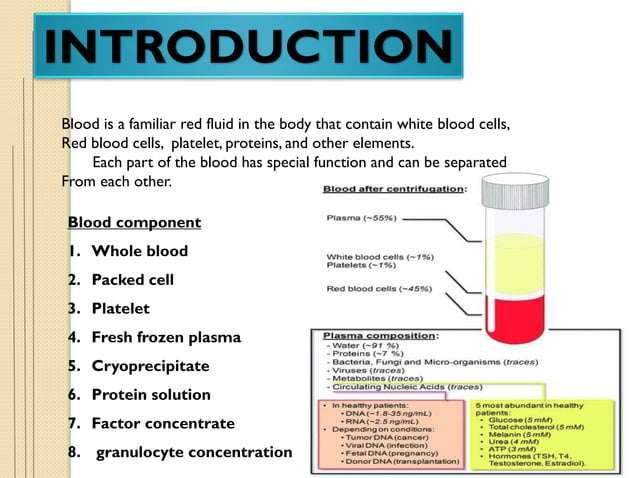 INTRODUCTION
Blood is a familiar red fluid in the body that contain white blood cells,
Red blood cells, platelet, proteins, and other elements.
Each part of the blood has special function and can be separated
From each other.
Blood component
1. Whole blood
2. Packed cell
3. Platelet
4. Fresh frozen plasma
5. Cryoprecipitate
6. Protein solution
7. Factor concentrate
8. granulocyte concentration
Blood after centrifugation:
Plasma (~55%)
White blood cells (~1%)
Platelets (~1%)
Red blood cells (~45%)
Plasma composition:
- Water (~91 %)
- Proteins (~7 %)
- Bacteria, Fungi and Micro-organisms (traces)
- Viruses (traces)
- Metabolites (traces)
- Circulating Nucleic Acids (traces)
• In healthy patients:
• DNA (~1.8-35 ng/mL)
• RNA (~2.5 ng/mL)
• Depending on conditions:
• Tumor DNA (cancer)
• Viral DNA (infection)
• Fetal DNA (pregnancy)
• Donor DNA (transplantation)
5 most abundant in healthy
patients:
• Glucose (5 mM)
• Total cholesterol (5 mM)
• Melanin (5 mM)
• Urea (4 mM)
• ATP (3 mM)
• Hormones (TSH, T4,
Testosterone, Estradiol).